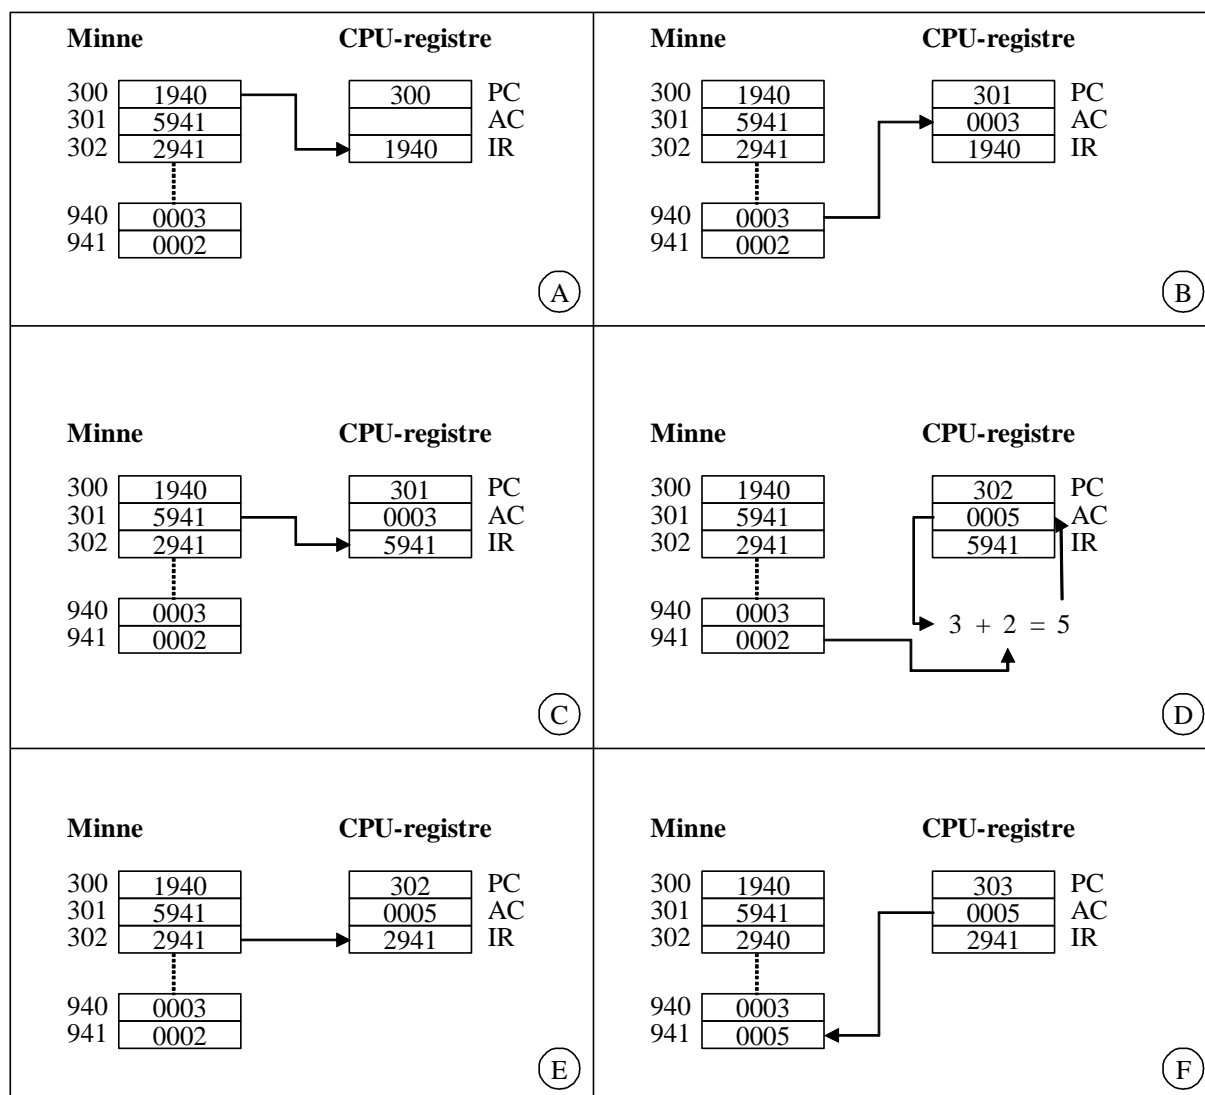 Minne CPU-registre
300 1940 300 PC
301 5941 AC
302 2941 1940 IR
940 0003
941 0002
A
Minne CPU-registre
300 1940 301 PC
301 5941 0003 AC
302 2941 1940 IR
940 0003
941 0002
B
Minne CPU-registre
300 1940 301 PC
301 5941 0003 AC
302 2941 5941 IR
940 0003
941 0002
C
Minne CPU-registre
300 1940 302 PC
301 5941 0005 AC
302 2941 5941 IR
940 0003
3 + 2 = 5
941 0002
D
Minne CPU-registre
300 1940 302 PC
301 5941 0005 AC
302 2941 2941 IR
940 0003
941 0002
E
Minne CPU-registre
300 1940 303 PC
301 5941 0005 AC
302 2940 2941 IR
940 0003
941 0005
F